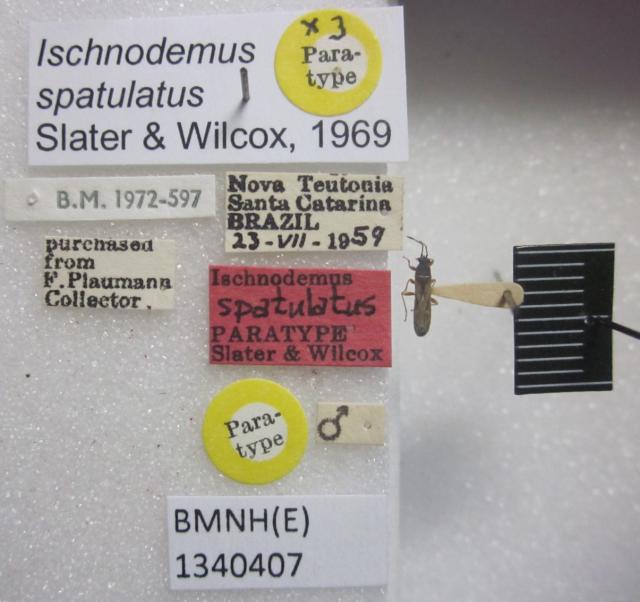 Ischnodemus
spatulatus
Slater & Wilcox, 1969
x 3
Para-
type
B.M. 1972-597
Nova Teutonia
Santa Catarina
BRAZIL
23-VII-1959
purchased
from
F. Plaumann
Collector.
Ischnodemus
spatulatus
PARATYPE
Slater & Wilcox
Para-
type
♂
BMNH(E)
1340407